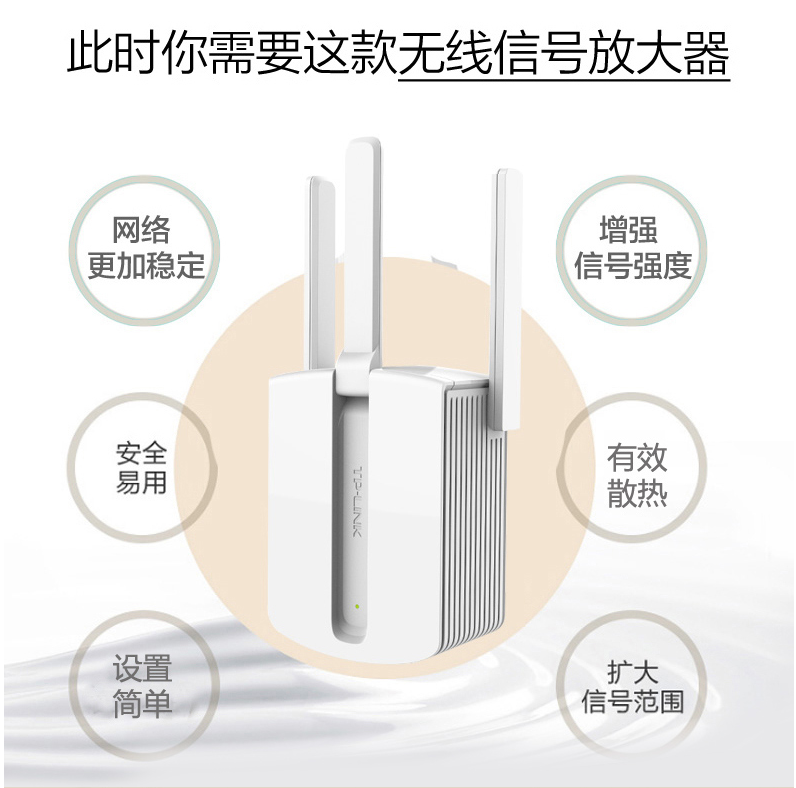 此时你需要这款无线信号放大器
网络
更加稳定
增强
信号强度
安全
易用
有效
散热
TP-LINK
设置
简单
扩大
信号范围